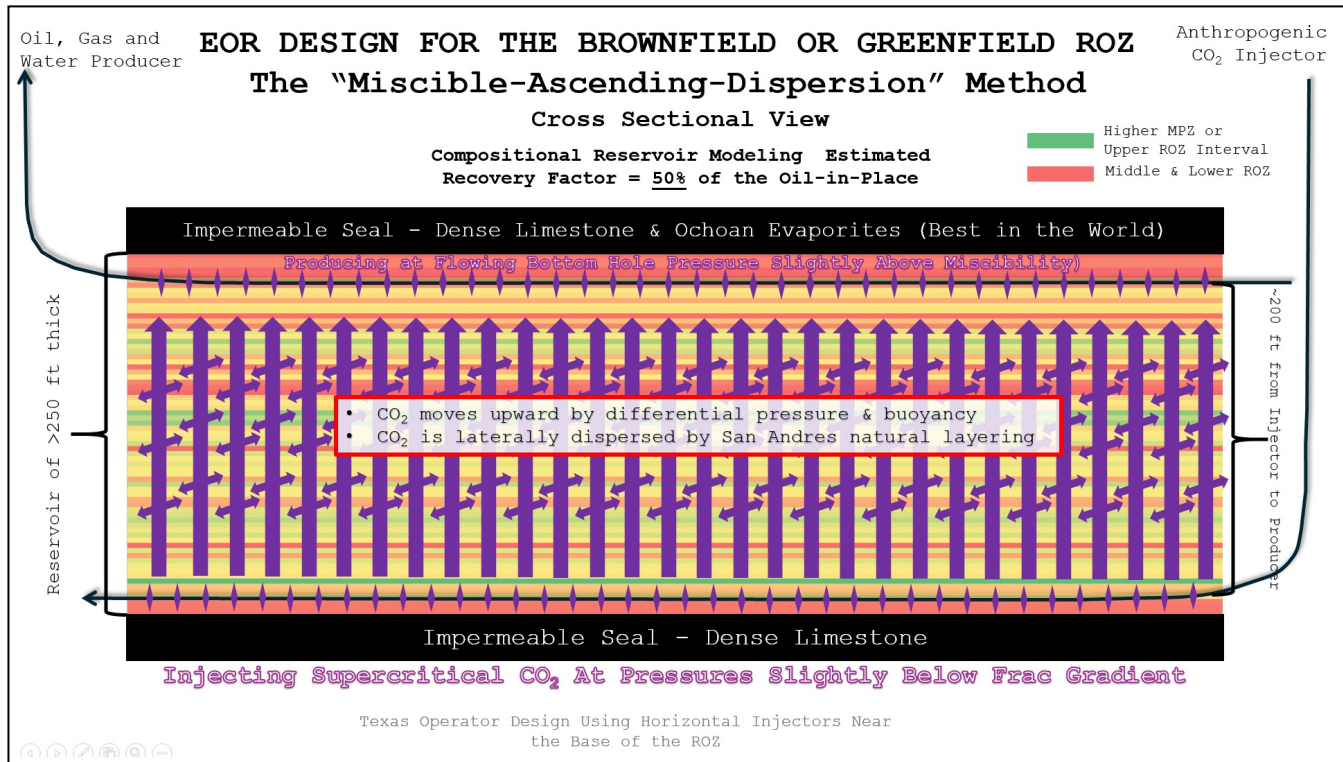 Oil, Gas and
Water Producer
EOR DESIGN FOR THE BROWNFIELD OR GREENFIELD ROZ
The “Miscible-Ascending-Dispersion” Method
Cross Sectional View
Compositional Reservoir Modeling Estimated
Recovery Factor = 50% of the Oil-in-Place
Anthropogenic
CO₂ Injector
Higher MPZ or
Upper ROZ Interval
Middle & Lower ROZ
Impermeable Seal – Dense Limestone & Ochoan Evaporites (Best in the World)
Producing at Flowing Bottom Hole Pressure Slightly Above Miscibility)
Reservoir of >250 ft thick
• CO₂ moves upward by differential pressure & buoyancy
• CO₂ is laterally dispersed by San Andres natural layering
~200 ft from Injector to Producer
Impermeable Seal – Dense Limestone
Injecting Supercritical CO₂ At Pressures Slightly Below Frac Gradient
Texas Operator Design Using Horizontal Injectors Near
the Base of the ROZ